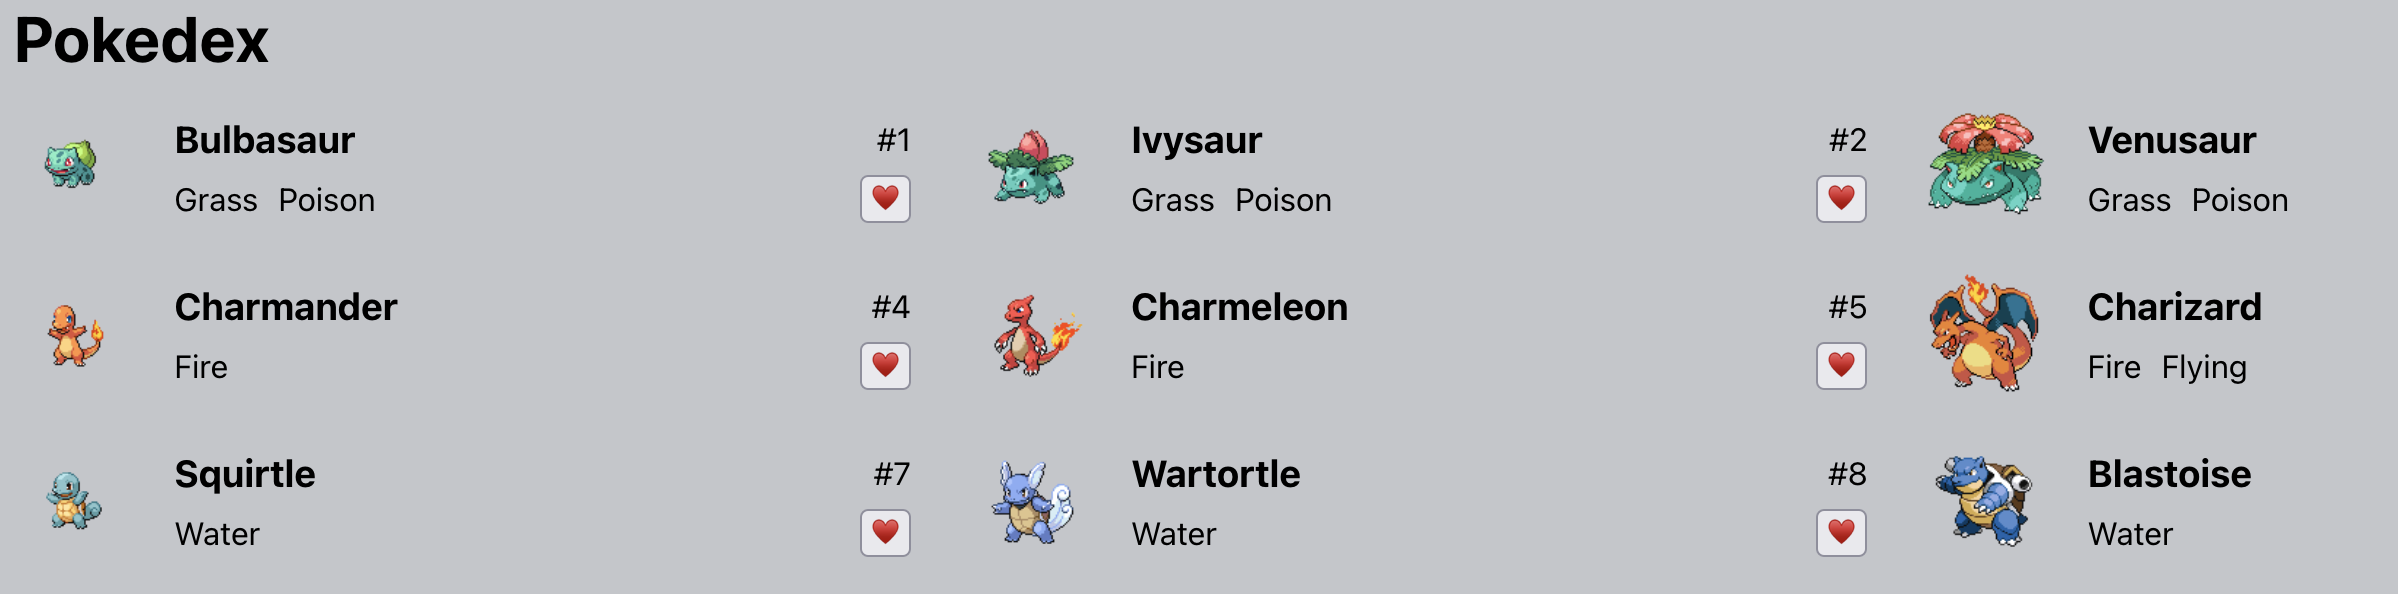 Pokedex
Bulbasaur #1 Ivysaur #2 Venusaur
Grass Poison Grass Poison Grass Poison
Charmander #4 Charmeleon #5 Charizard
Fire Fire Fire Flying
Squirtle #7 Wartortle #8 Blastoise
Water Water Water